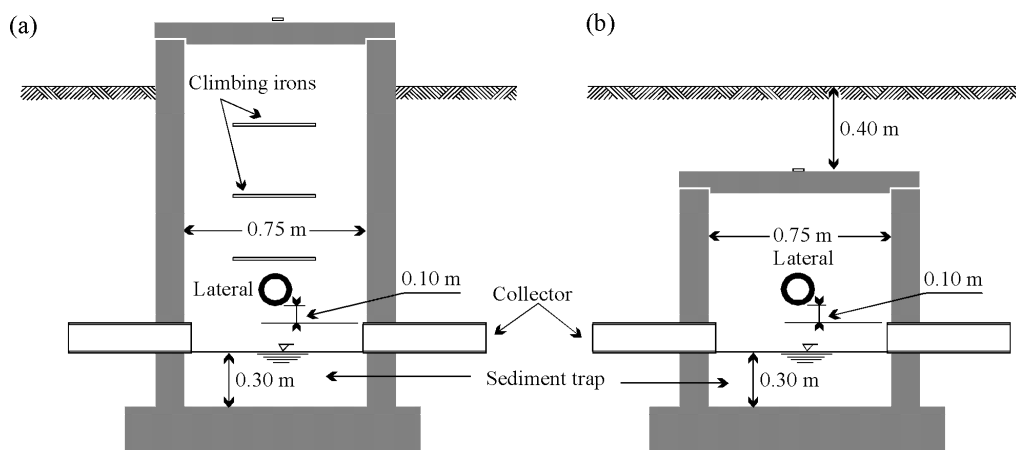 (a)
Climbing irons
0.75 m
Lateral
0.10 m
0.30 m
Collector
Sediment trap
(b)
0.40 m
0.75 m
Lateral
0.10 m
0.30 m